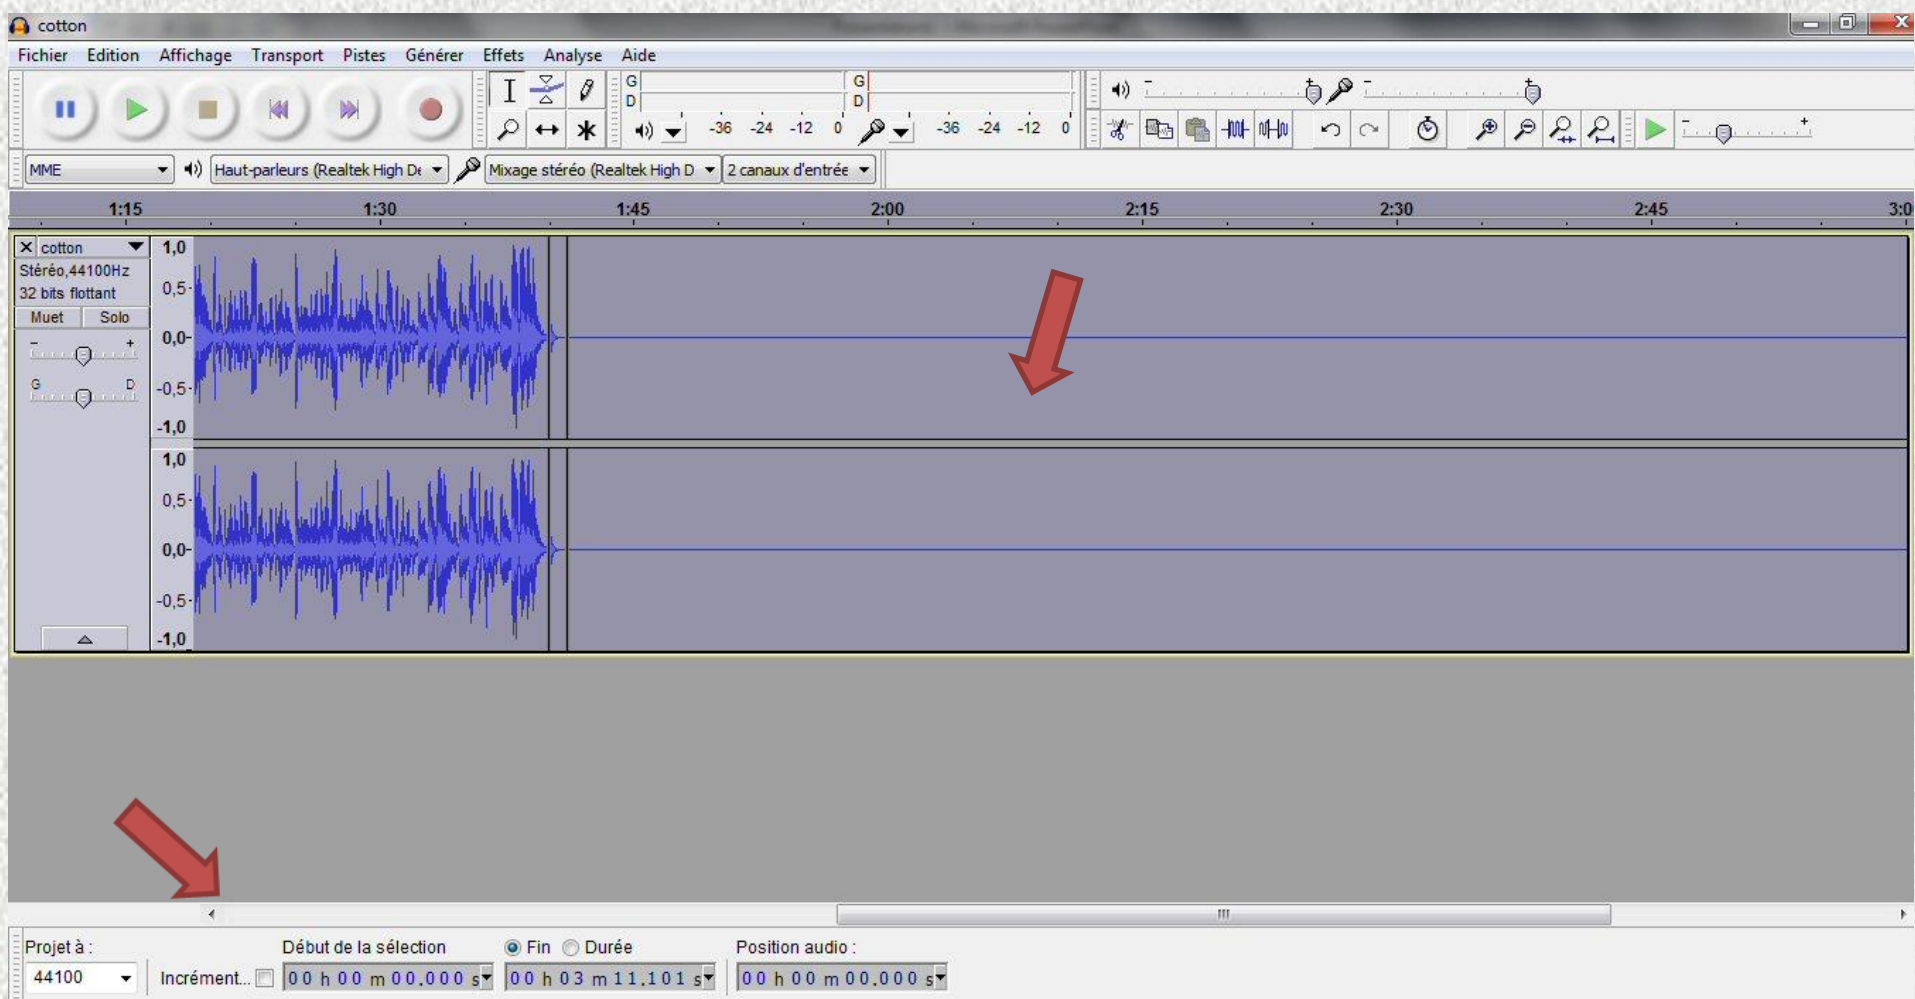 cotton
Fichier Edition Affichage Transport Pistes Générer Effets Analyse Aide
G G
D D
-36 -24 -12 0 -36 -24 -12 0
MME Haut-parleurs (Realtek High De Mixage stéréo (Realtek High D 2 canaux d'entrée
1:15 1:30 1:45 2:00 2:15 2:30 2:45 3:0
X cotton
Stéréo,44100Hz
32 bits flottant
Muet Solo
- +
G D
1,0
0,5
0,0
-0,5
-1,0
1,0
0,5
0,0
-0,5
-1,0
Projet à : Début de la sélection Fin Durée Position audio :
44100 Incrément... 00 h 00 m 00.000 s 00 h 03 m 11.101 s 00 h 00 m 00.000 s